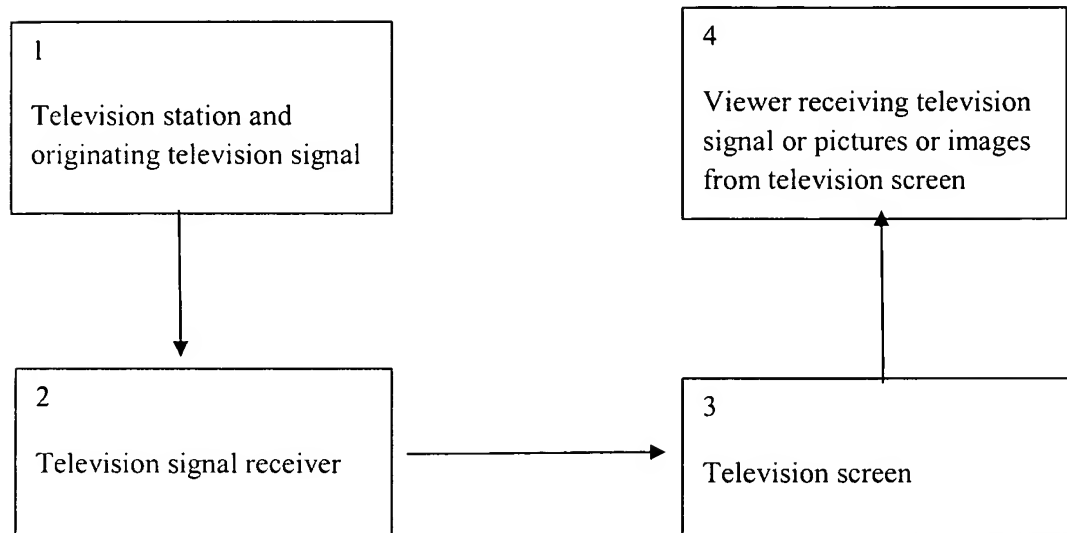 1
Television station and
originating television signal
2
Television signal receiver
3
Television screen
4
Viewer receiving television
signal or pictures or images
from television screen